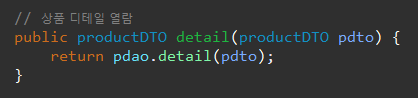 // 상품 디테일 열람
public productDTO detail(productDTO pdto) {
    return pdao.detail(pdto);
}